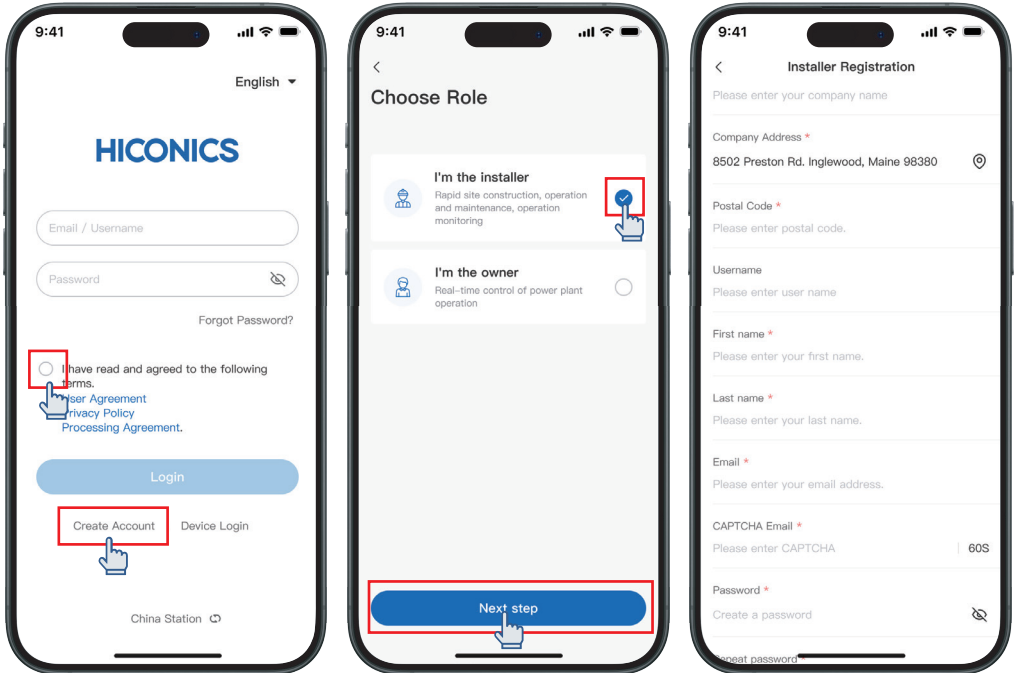 9:41
English
HICONICS
Email / Username
Password
Forgot Password?
I have read and agreed to the following
terms.
User Agreement
Privacy Policy
Processing Agreement.
Login
Create Account
Device Login
China Station
9:41
Choose Role
I'm the installer
Rapid site construction, operation
and maintenance, operation
monitoring
I'm the owner
Real-time control of power plant
operation
Next step
9:41
Installer Registration
Please enter your company name
Company Address *
8502 Preston Rd. Inglewood, Maine 98380
Postal Code *
Please enter postal code.
Username
Please enter user name
First name *
Please enter your first name.
Last name *
Please enter your last name.
Email *
Please enter your email address.
CAPTCHA Email *
Please enter CAPTCHA
60S
Password *
Create a password
Repeat password *